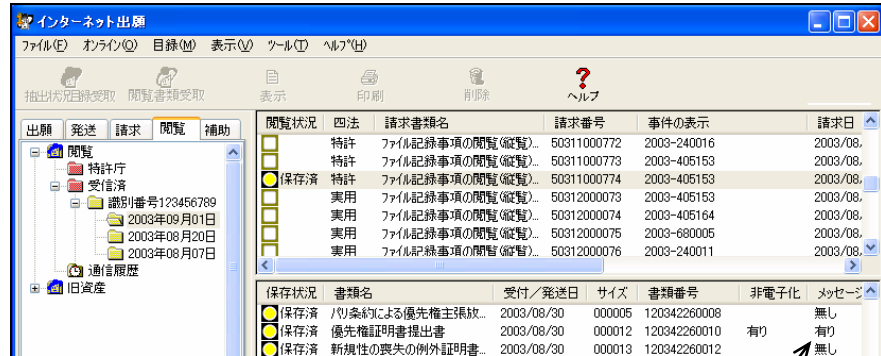 インターネット出願
ファイル(F) オンライン(O) 目録(M) 表示(V) ツール(T) ヘルプ(H)
抽出状況目録受取 閲覧書類受取 表示 印刷 削除 ヘルプ
出願 発送 請求 閲覧 補助
閲覧
特許庁
受信済
識別番号123456789
2003年09月01日
2003年08月20日
2003年08月07日
通信履歴
旧資産
閲覧状況 四法 請求書類名 請求番号 事件の表示 請求日
特許 ファイル記録事項の閲覧(縦覧)... 50311000772 2003-240016 2003/08
特許 ファイル記録事項の閲覧(縦覧)... 50311000773 2003-405153 2003/08
保存済 特許 ファイル記録事項の閲覧(縦覧)... 50311000774 2003-405153 2003/08
実用 ファイル記録事項の閲覧(縦覧)... 50312000073 2003-405153 2003/08
実用 ファイル記録事項の閲覧(縦覧)... 50312000074 2003-405164 2003/08
実用 ファイル記録事項の閲覧(縦覧)... 50312000075 2003-680005 2003/08
実用 ファイル記録事項の閲覧(縦覧)... 50312000076 2003-240011 2003/08
保存状況 書類名 受付/発送日 サイズ 書類番号 非電子化 メッセージ
保存済 パリ条約による優先権主張放... 2003/08/30 000005 120342260008 無し
保存済 優先権証明書提出書 2003/08/30 000012 120342260010 有り 有り
保存済 新規性の喪失の例外証明書... 2003/08/30 000013 120342260012 無し